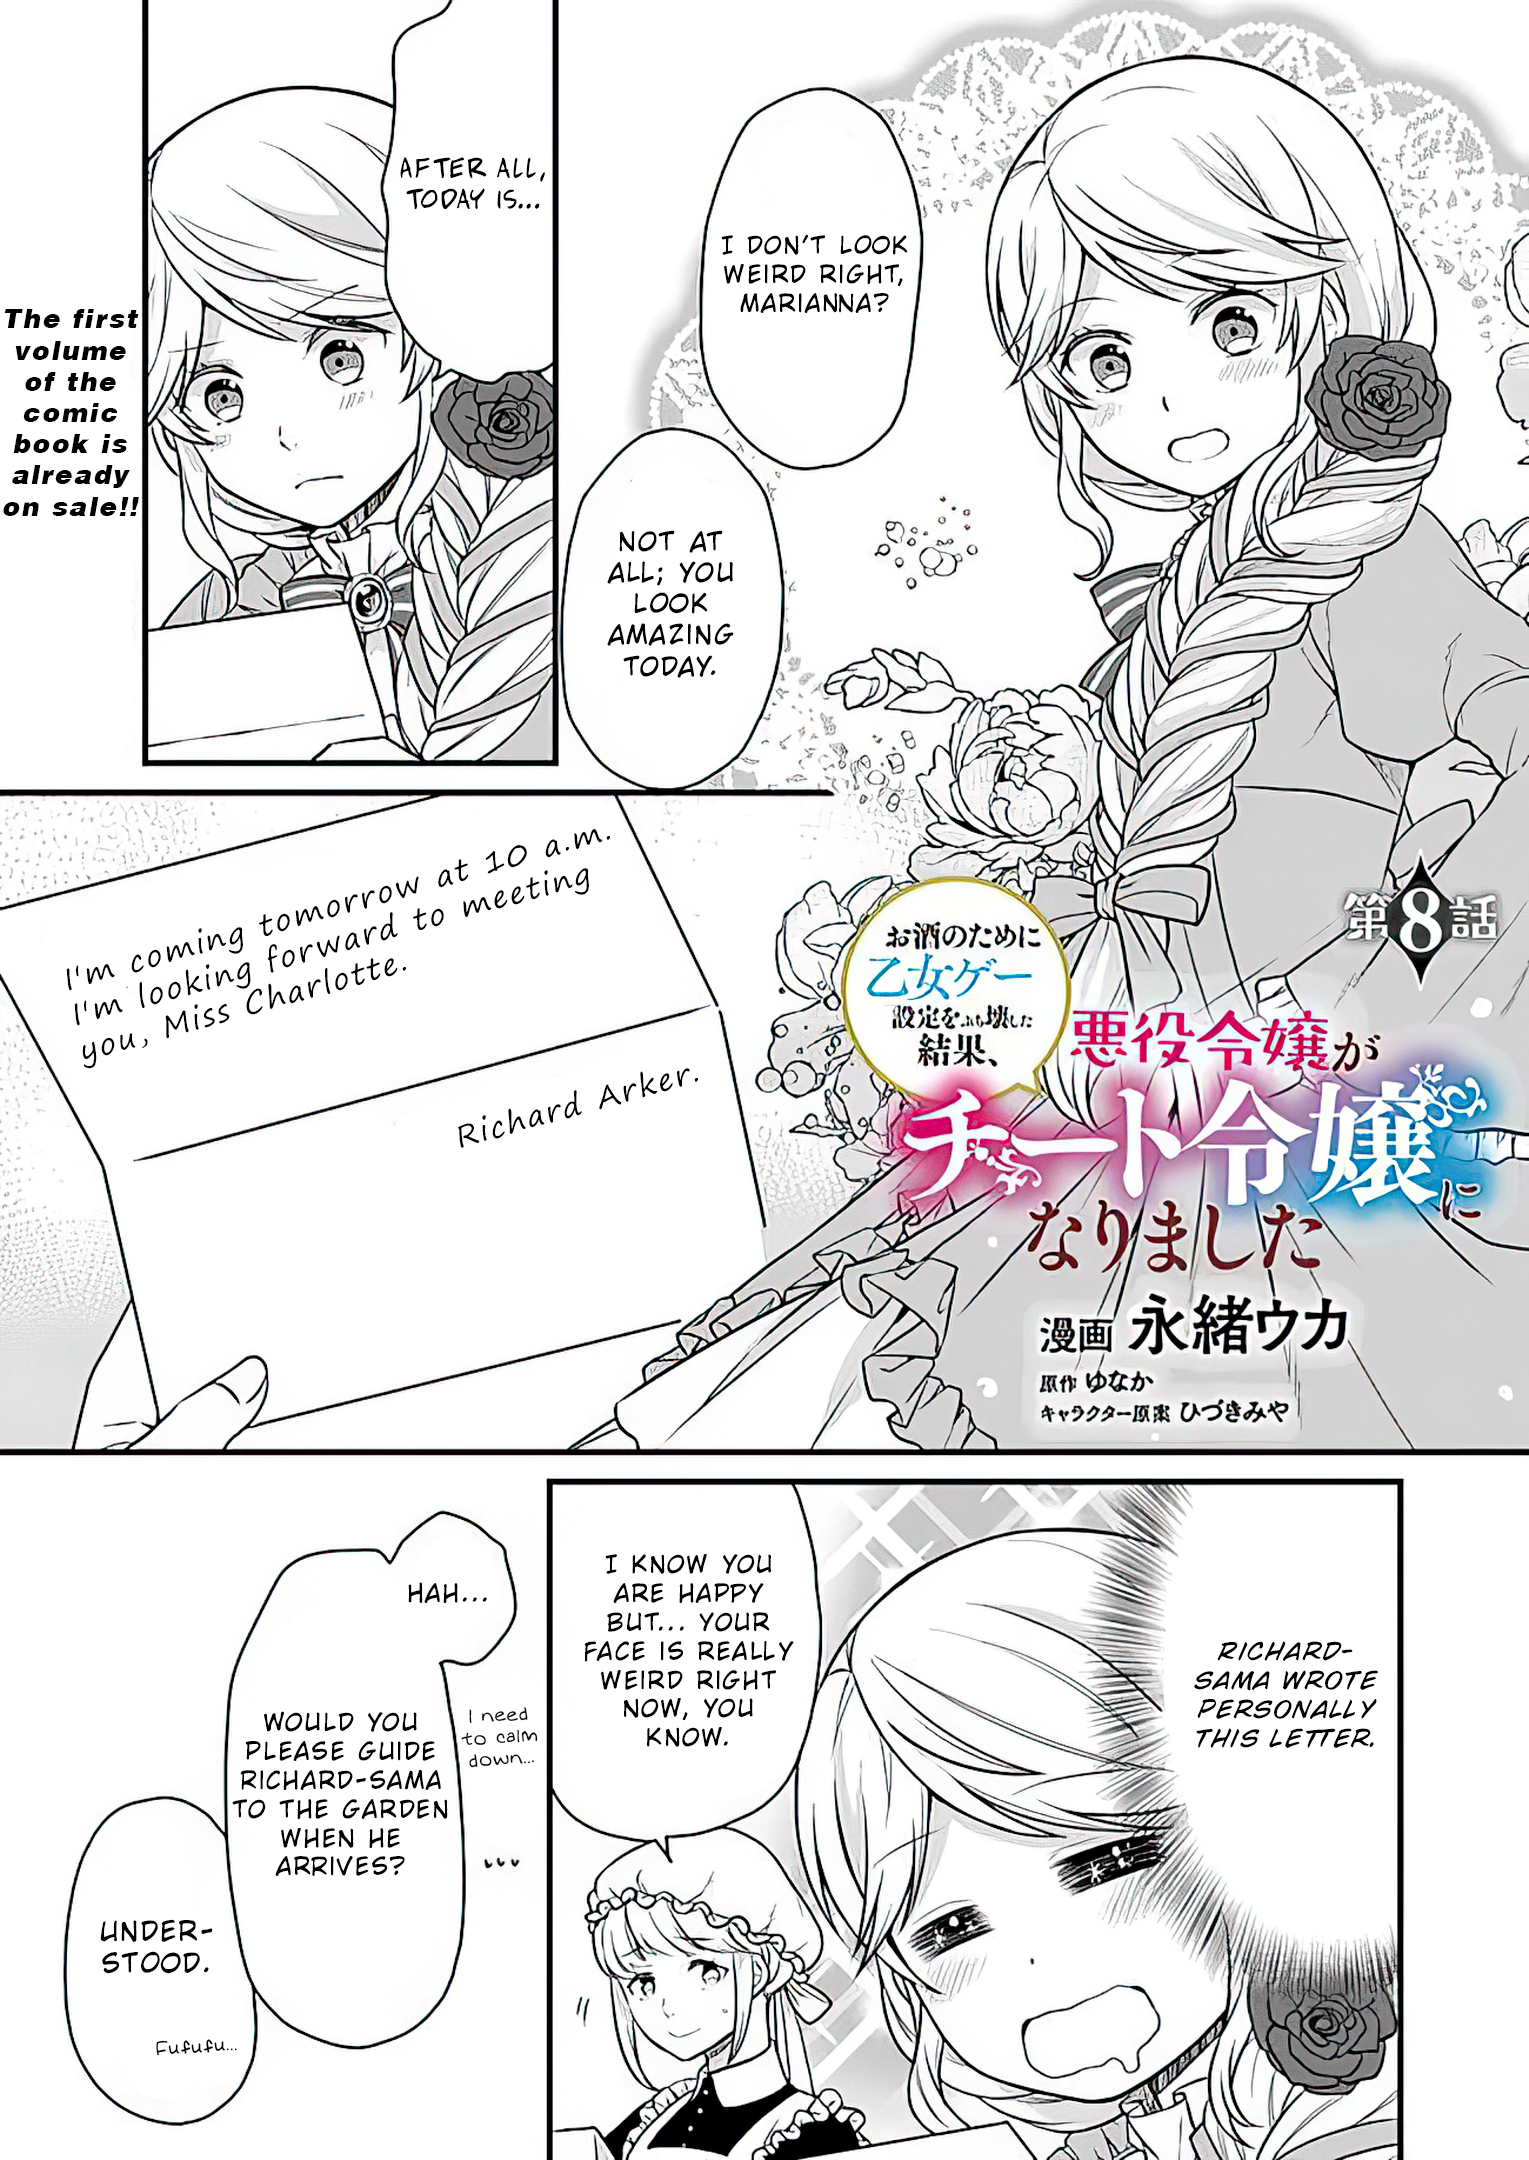 I DON'T LOOK
WEIRD RIGHT,
MARIANNA?
NOT AT
ALL; YOU
LOOK
AMAZING
TODAY.
AFTER ALL,
TODAY IS...
The first
volume
of the
comic
book is
already
on sale!!
I'm coming tomorrow at 10 a.m.
I'm looking forward to meeting
you, Miss Charlotte.
Richard Arker.
第8話
お酒のために
乙女ゲー
設定をぶち壊した
結果、
悪役令嬢が
チート令嬢に
なりました
漫画 永緒ウカ
原作 ゆなか
キャラクター原案 ひづきみや
RICHARD-
SAMA WROTE
PERSONALLY
THIS LETTER.
I KNOW YOU
ARE HAPPY
BUT... YOUR
FACE IS REALLY
WEIRD RIGHT
NOW, YOU
KNOW.
HAH...
I need
to calm
down...
WOULD YOU
PLEASE GUIDE
RICHARD-SAMA
TO THE GARDEN
WHEN HE
ARRIVES?
UNDER-
STOOD.
Fufufu...